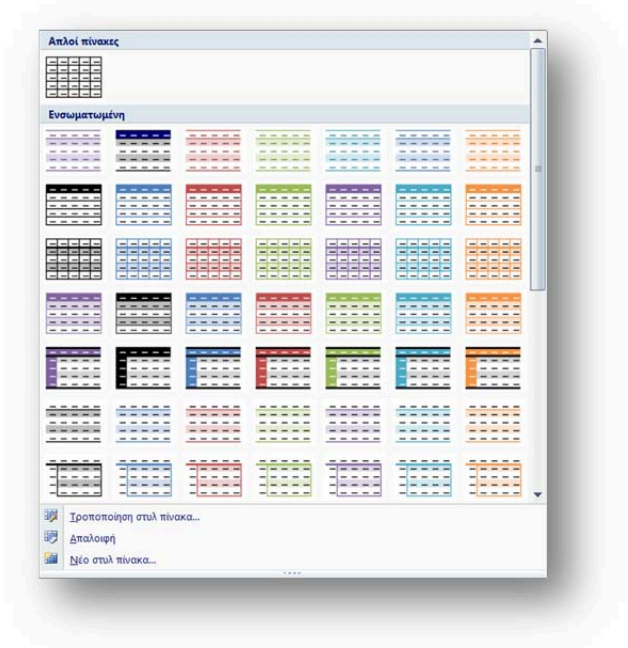 Απλοί πίνακες
Ενσωματωμένη
Τροποποίηση στυλ πίνακα...
Απαλοιφή
Νέο στυλ πίνακα...